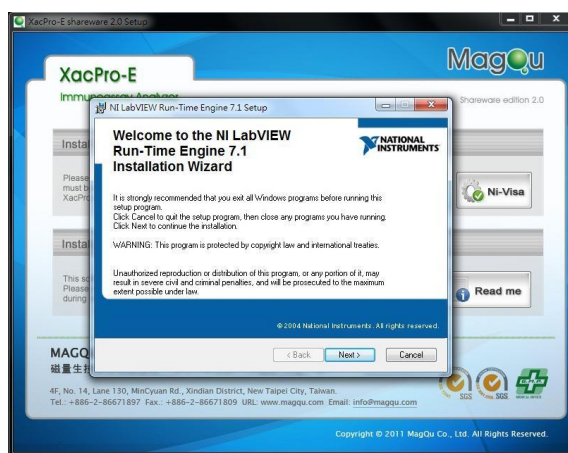 XacPro-E shareware 2.0 Setup
MagQu
XacPro-E
Shareware edition 2.0
NI LabVIEW Run-Time Engine 7.1 Setup
Welcome to the NI LabVIEW
Run-Time Engine 7.1
Installation Wizard
NATIONAL
INSTRUMENTS
It is strongly recommended that you exit all Windows programs before running this
setup program.
Click Cancel to quit the setup program, then close any programs you have running.
Click Next to continue the installation.
WARNING: This program is protected by copyright law and international treaties.
Unauthorized reproduction or distribution of this program, or any portion of it, may
result in severe civil and criminal penalties, and will be prosecuted to the maximum
extent possible under law.
© 2004 National Instruments. All rights reserved.
< Back
Next >
Cancel
Please
must b
XacPro
Ni-Visa
Please
during
Read me
MAGQ
磁量生
4F, No. 14, Lane 130, MinCyuan Rd., Xindian District, New Taipei City, Taiwan.
Tel.: +886-2-86671897 Fax.: +886-2-86671809 URL: www.magqu.com Email: info@magqu.com
SGS
SGS
Copyright © 2011 MagQu Co., Ltd. All Rights Reserved.